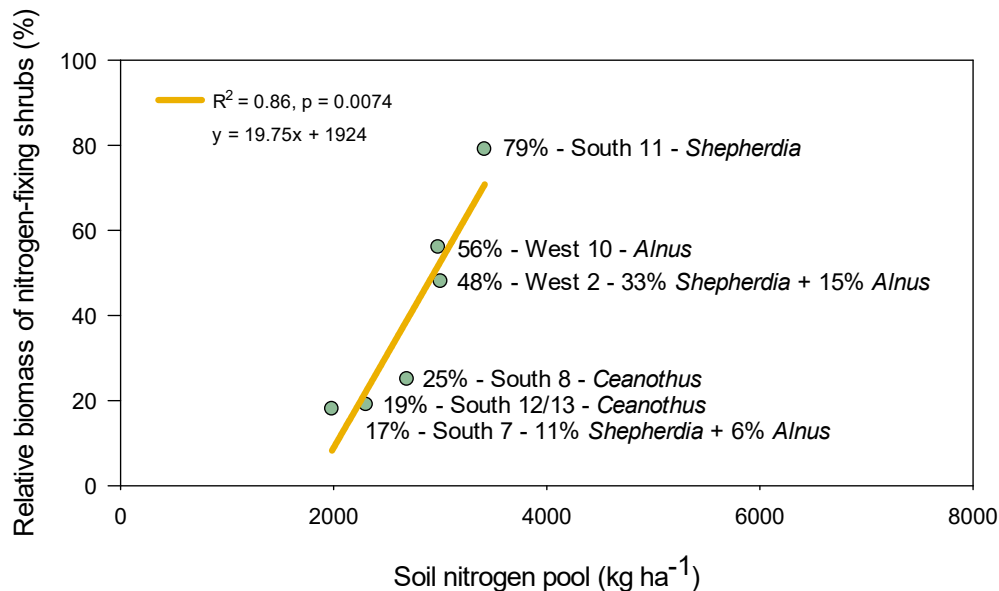 Relative biomass of nitrogen-fixing shrubs (%)
100
80
60
40
20
0
R² = 0.86, p = 0.0074
y = 19.75x + 1924
79% - South 11 - Shepherdia
56% - West 10 - Alnus
48% - West 2 - 33% Shepherdia + 15% Alnus
25% - South 8 - Ceanothus
19% - South 12/13 - Ceanothus
17% - South 7 - 11% Shepherdia + 6% Alnus
0 2000 4000 6000 8000
Soil nitrogen pool (kg ha⁻¹)